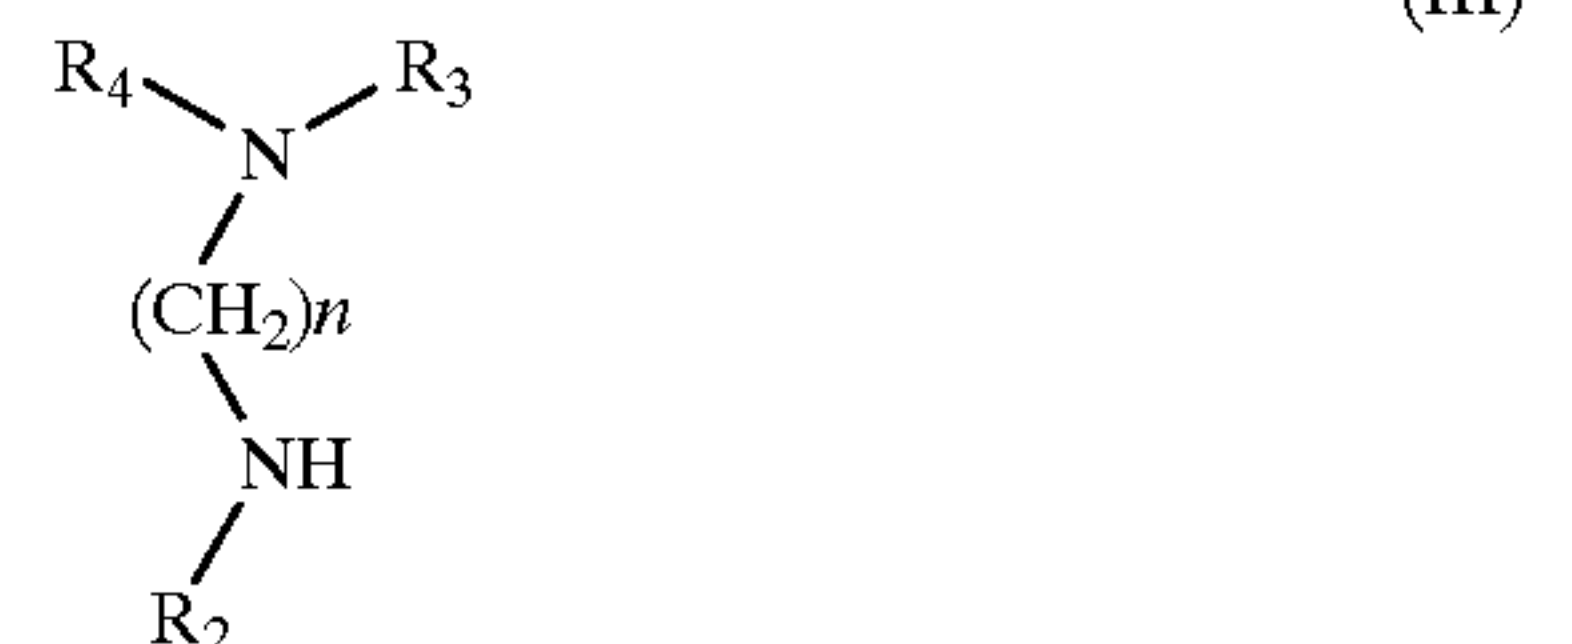 (III)
R₄ R₃
N
(CH₂)n
NH
R₂